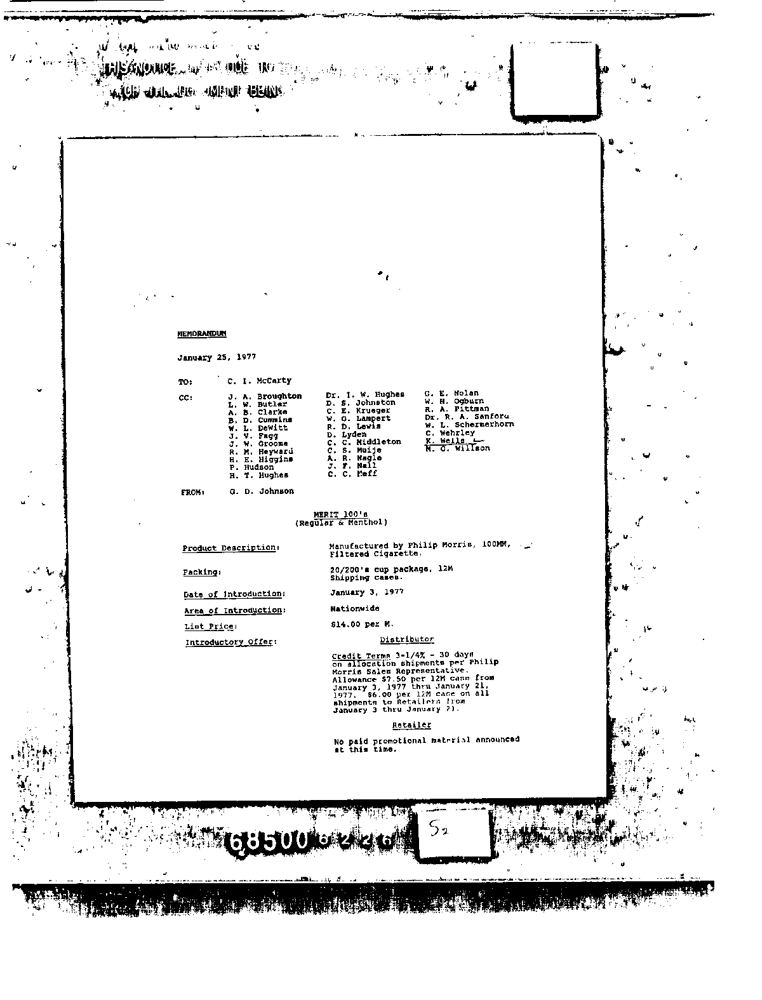 THIS NOTICE DUE TO
MEMORANDUM
January 25, 1977
TO: C. I. McCarty
CC:
J. A. Broughton
L. W. Butler
A. B. Clarke
B. D. Cummins
W. L. DeWitt
J. V. Fagg
J. W. Groome
R. M. Heyward
H. E. Higgins
P. Hudson
H. T. Hughes
Dr. I. W. Hughes
D. S. Johnston
C. E. Krueger
W. G. Lampert
R. D. Lewis
D. Lyden
C. C. Middleton
C. S. Muije
A. R. Nagle
J. F. Nall
C. C. Neff
G. E. Nolan
W. H. Ogburn
R. A. Pittman
Dr. R. A. Sanford
W. L. Schermerhorn
C. Wehrley
K. Wells
M. G. Willson
FROM: G. D. Johnson
MERIT 100's
(Regular & Menthol)
Product Description: Manufactured by Philip Morris, 100MM,
Filtered Cigarette.
Packing: 20/200's cup package, 12M
Shipping cases.
Date of Introduction: January 3, 1977
Area of Introduction: Nationwide
List Price: $14.00 per M.
Introductory Offer: Distributor
Credit Terms 3-1/4% - 30 days
on allocation shipments per Philip
Morris Sales Representative.
Allowance $7.50 per 12M case from
January 3, 1977 thru January 21,
1977. $6.00 per 12M case on all
shipments to Retailers from
January 3 thru January 21.
Retailer
No paid promotional material announced
at this time.
68500 6226
52